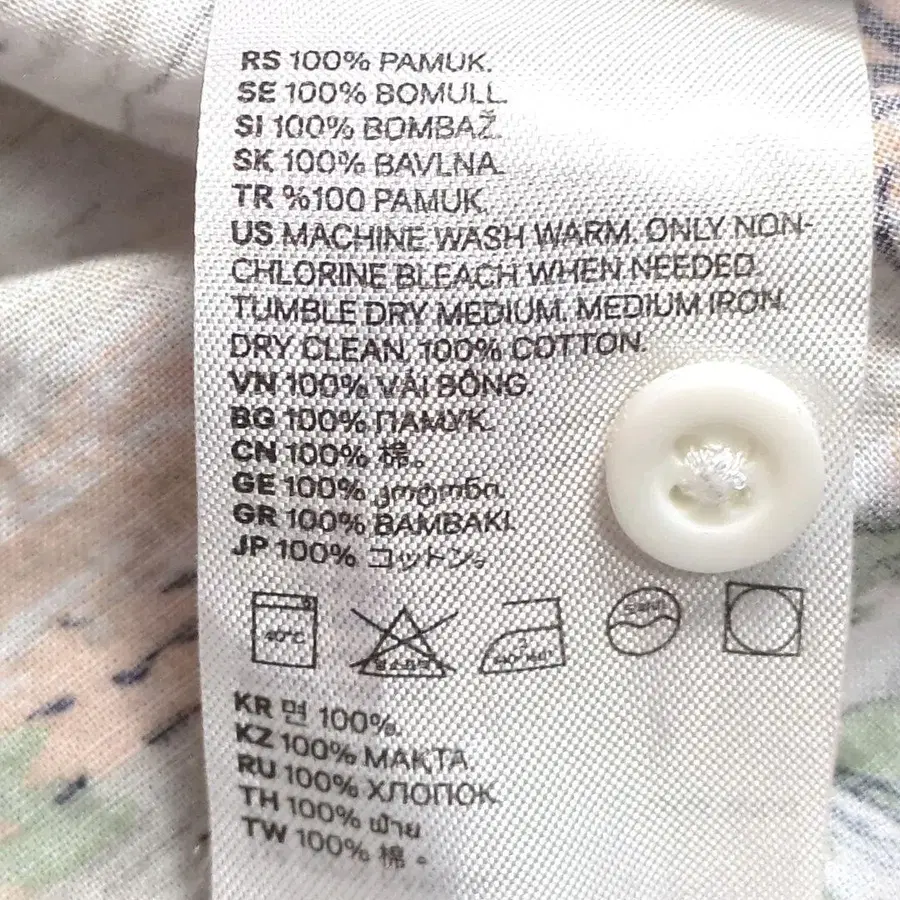 RS 100% PAMUK.
SE 100% BOMULL.
SI 100% BOMBAŽ.
SK 100% BAVLNA.
TR %100 PAMUK.
US MACHINE WASH WARM. ONLY NON-
CHLORINE BLEACH WHEN NEEDED.
TUMBLE DRY MEDIUM. MEDIUM IRON.
DRY CLEAN. 100% COTTON.
VN 100% VẢI BÔNG.
BG 100% ПАМУК.
CN 100% 棉。
GE 100% კოტონი.
GR 100% ΒΑΜΒΑΚΙ.
JP 100% コットン。
40°C
KR 면 100%.
KZ 100% МАҚТА.
RU 100% ХЛОПОК.
TH 100% ฝ้าย
TW 100% 棉。